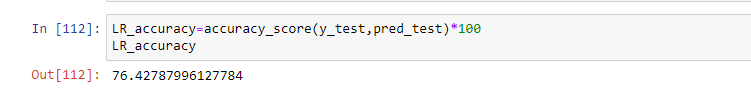 In [112]: LR_accuracy=accuracy_score(y_test,pred_test)*100
LR_accuracy
Out[112]: 76.42787996127784